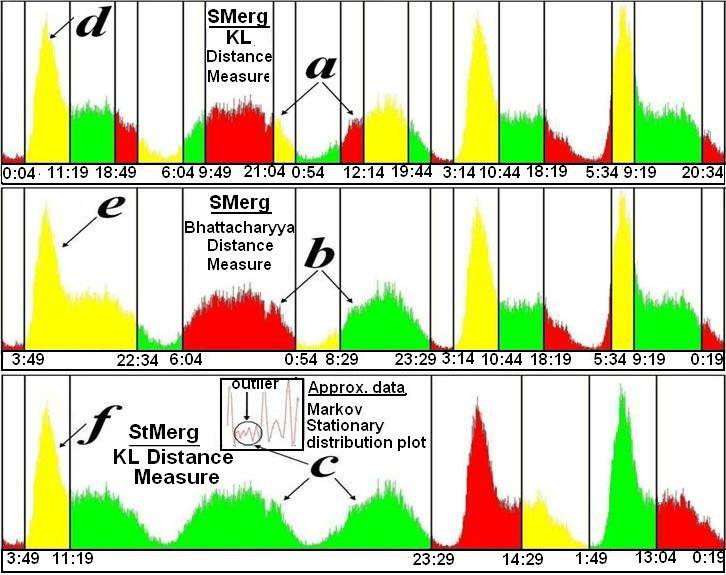 d
SMerg
KL
Distance
Measure
a
0:04 11:19 18:49 6:04 9:49 21:04 0:54 12:14 19:44 3:14 10:44 18:19 5:34 9:19 20:34
e
SMerg
Bhattacharyya
Distance
Measure
b
3:49 22:34 6:04 0:54 8:29 23:29 3:14 10:44 18:19 5:34 9:19 0:19
f
StMerg
KL Distance
Measure
outlier
Approx. data
Markov
Stationary
distribution plot
c
3:49 11:19 23:29 14:29 1:49 13:04 0:19